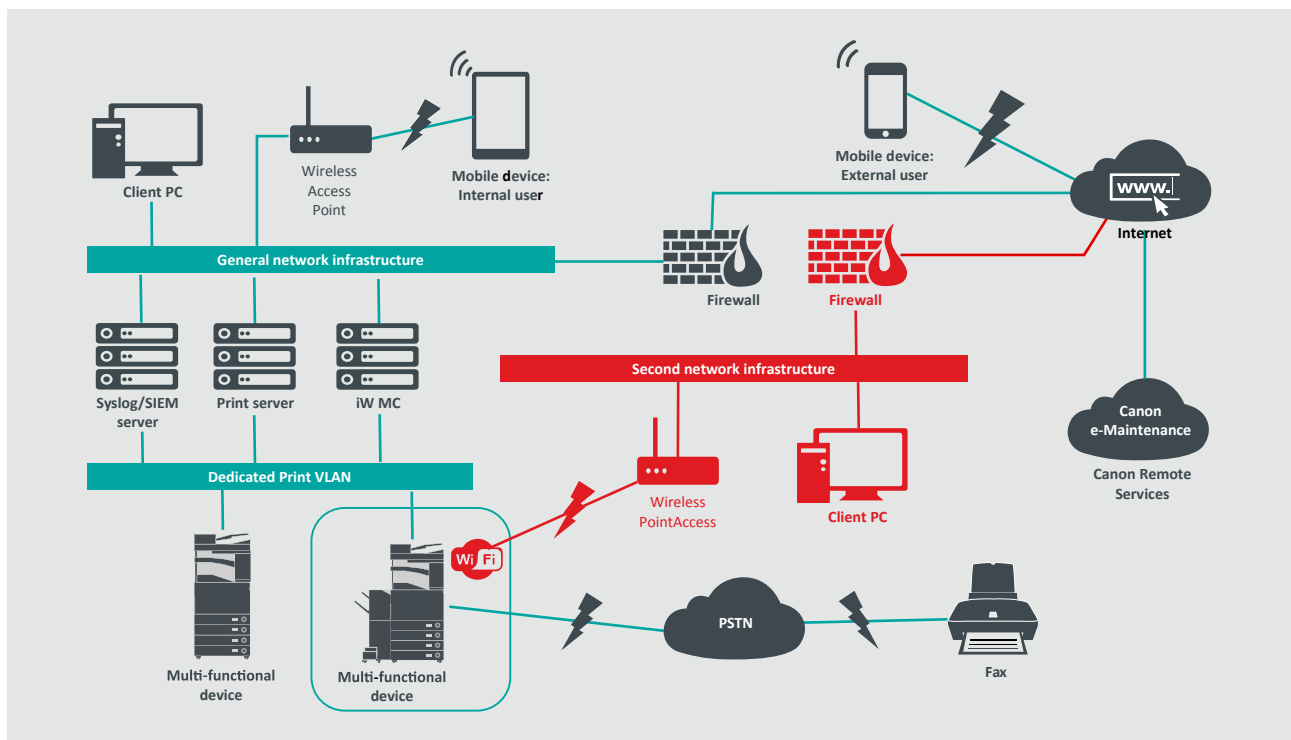 Client PC
Wireless
Access
Point
Mobile device:
Internal user
Mobile device:
External user
www.
Internet
General network infrastructure
Firewall
Firewall
Syslog/SIEM
server
Print server
iW MC
Second network infrastructure
Canon
e-Maintenance
Canon Remote
Services
Dedicated Print VLAN
Wireless
PointAccess
Client PC
Wi Fi
Multi-functional
device
Multi-functional
device
PSTN
Fax